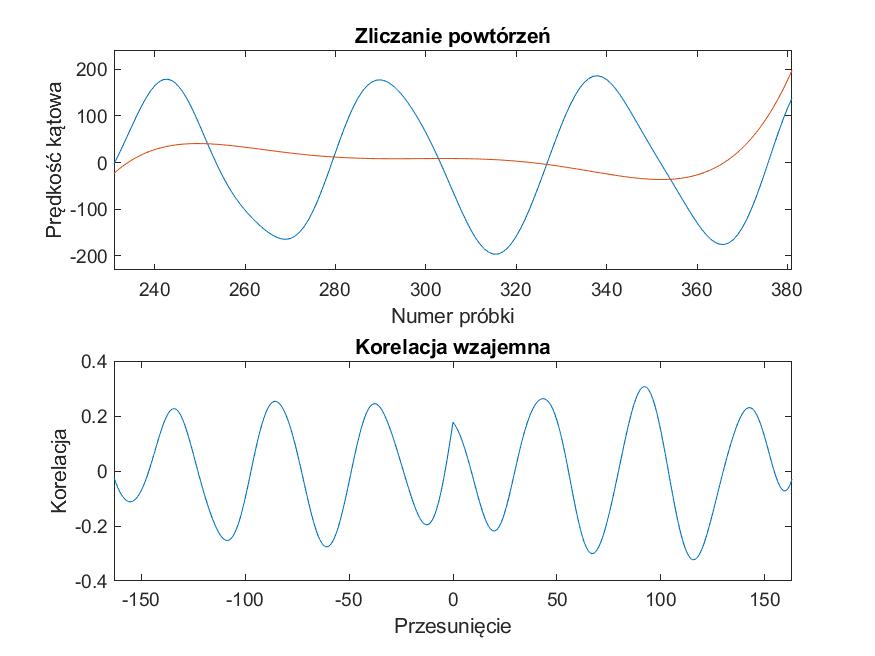 Zliczanie powtórzeń
Prędkość kątowa
200
100
0
-100
-200
240 260 280 300 320 340 360 380
Numer próbki
Korelacja wzajemna
Korelacja
0.4
0.2
0
-0.2
-0.4
-150 -100 -50 0 50 100 150
Przesunięcie